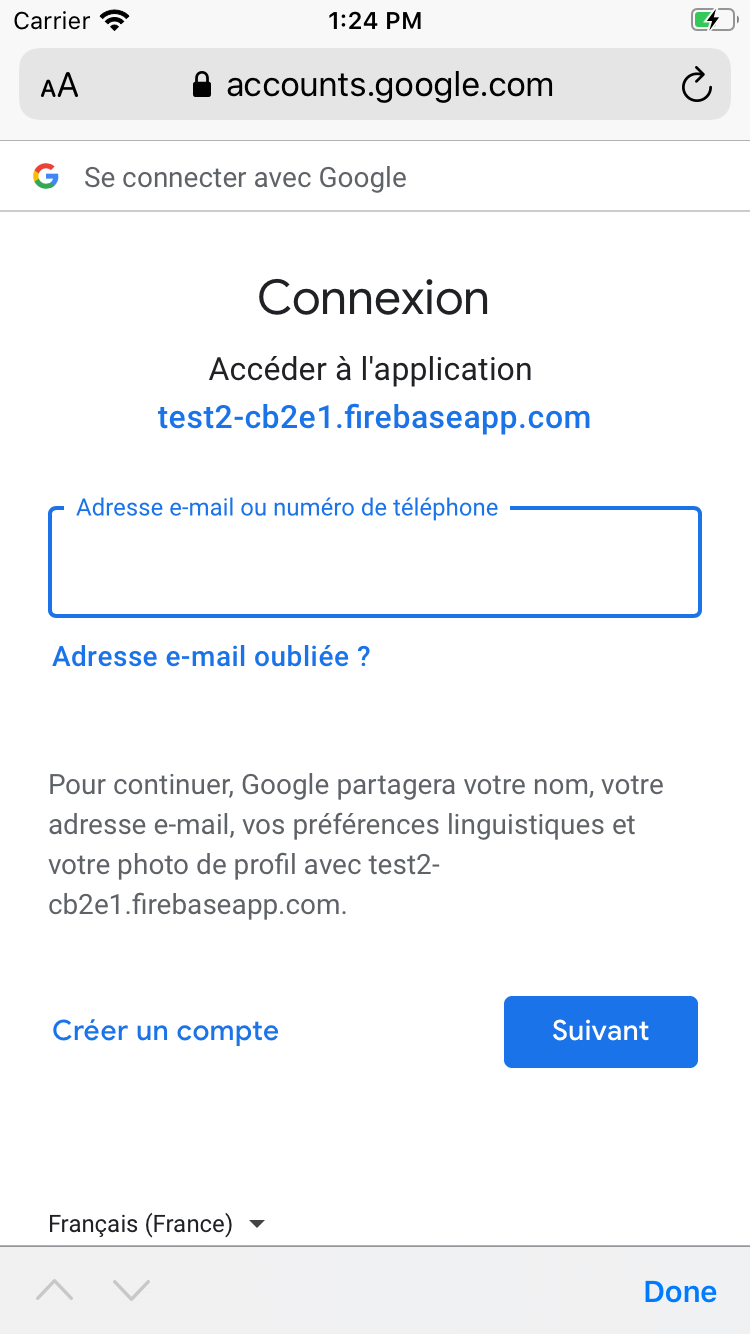 Carrier 1:24 PM
AA accounts.google.com
Se connecter avec Google
Connexion
Accéder à l'application
test2-cb2e1.firebaseapp.com
Adresse e-mail ou numéro de téléphone
Adresse e-mail oubliée ?
Pour continuer, Google partagera votre nom, votre
adresse e-mail, vos préférences linguistiques et
votre photo de profil avec test2-
cb2e1.firebaseapp.com.
Créer un compte Suivant
Français (France)
Done